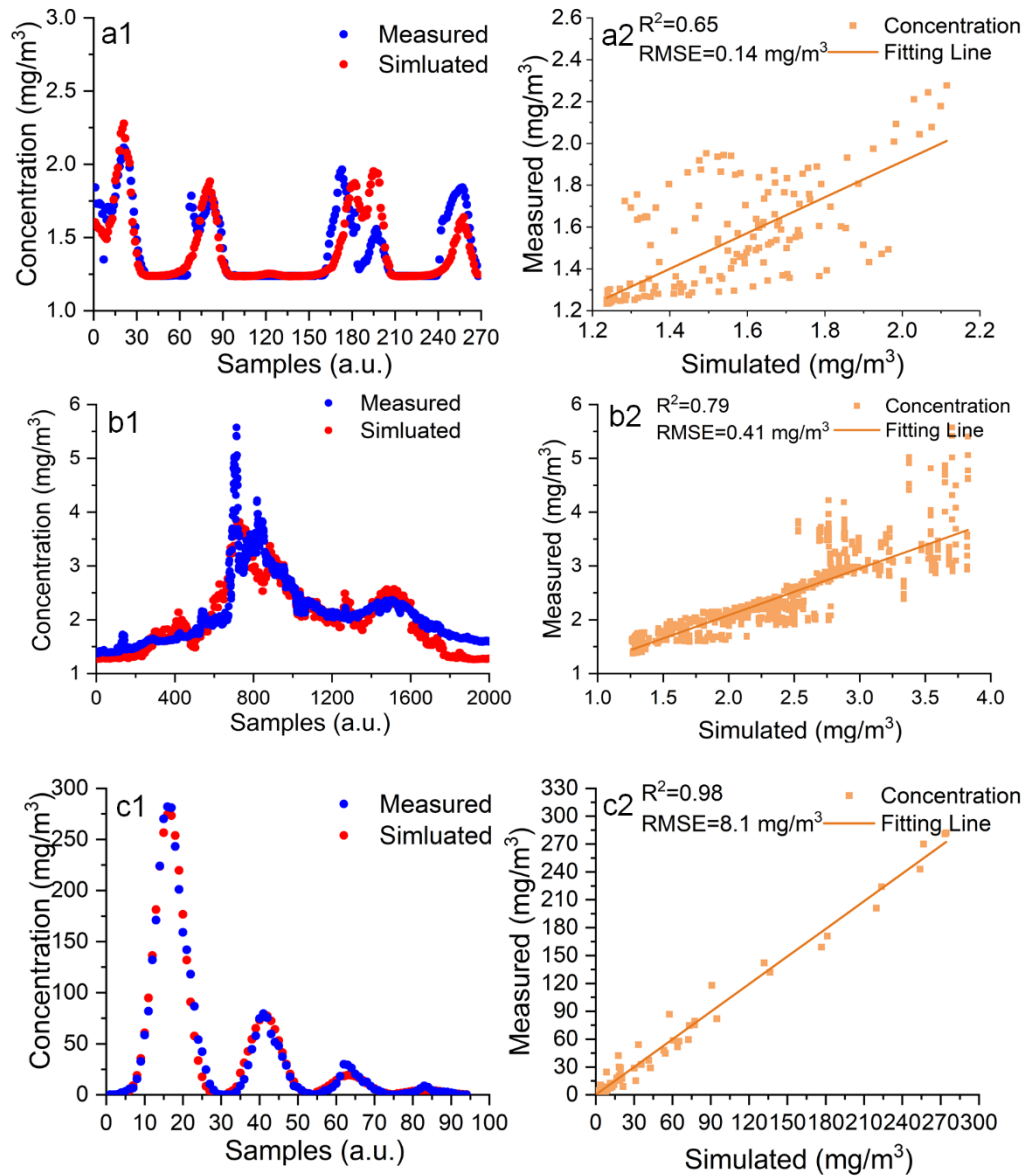 a1
Measured
Simluated
3.0
2.5
2.0
1.5
1.0
0 30 60 90 120 150 180 210 240 270
Samples (a.u.)
Concentration (mg/m³)
a2
R²=0.65
RMSE=0.14 mg/m³
Concentration
Fitting Line
2.6
2.4
2.2
2.0
1.8
1.6
1.4
1.2
1.2 1.4 1.6 1.8 2.0 2.2
Simulated (mg/m³)
Measured (mg/m³)
b1
Measured
Simluated
6
5
4
3
2
1
0 400 800 1200 1600 2000
Samples (a.u.)
Concentration (mg/m³)
b2
R²=0.79
RMSE=0.41 mg/m³
Concentration
Fitting Line
6
5
4
3
2
1
1.0 1.5 2.0 2.5 3.0 3.5 4.0
Simulated (mg/m³)
Measured (mg/m³)
c1
Measured
Simluated
300
250
200
150
100
50
0
0 10 20 30 40 50 60 70 80 90 100
Samples (a.u.)
Concentration (mg/m³)
c2
R²=0.98
RMSE=8.1 mg/m³
Concentration
Fitting Line
330
300
270
240
210
180
150
120
90
60
30
0
0 30 60 90 120 150 180 210 240 270 300
Simulated (mg/m³)
Measured (mg/m³)